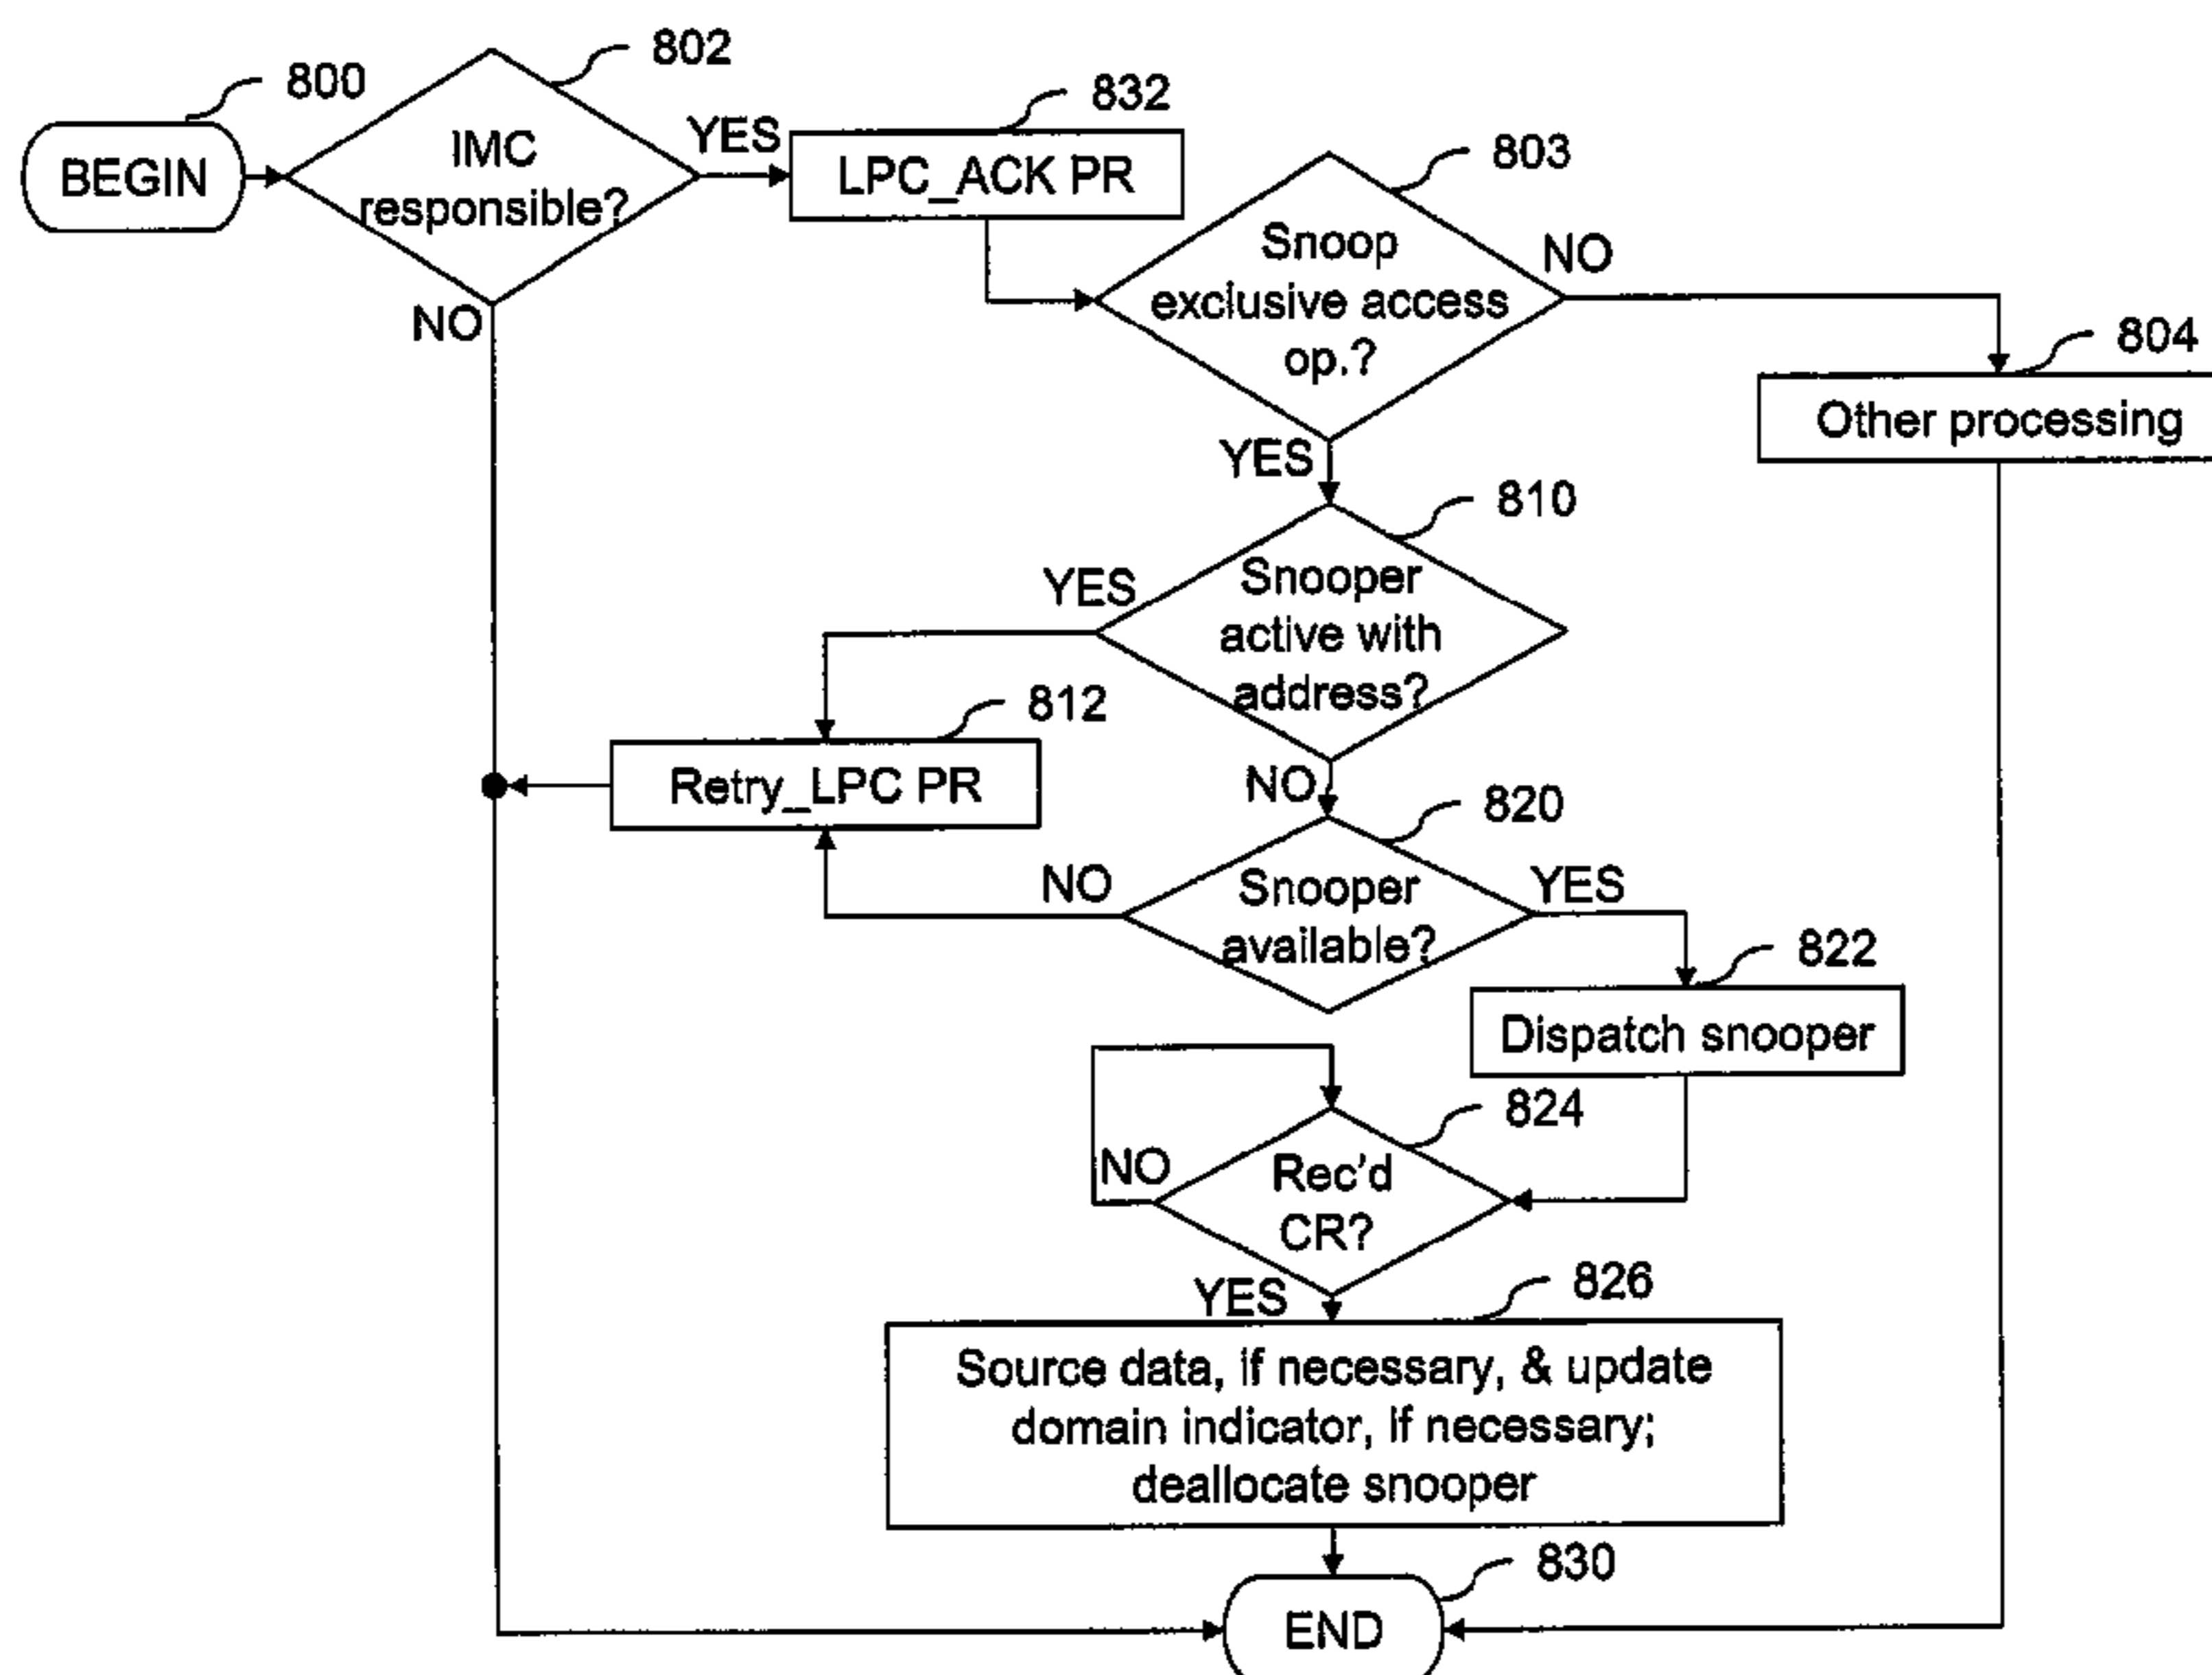 800
BEGIN
802
IMC
responsible?
YES
NO
832
LPC_ACK PR
803
Snoop
exclusive access
op.?
NO
YES
804
Other processing
810
Snooper
active with
address?
YES
NO
812
Retry_LPC PR
820
Snooper
available?
NO
YES
822
Dispatch snooper
824
Rec'd
CR?
NO
YES
826
Source data, if necessary, & update
domain indicator, if necessary;
deallocate snooper
830
END